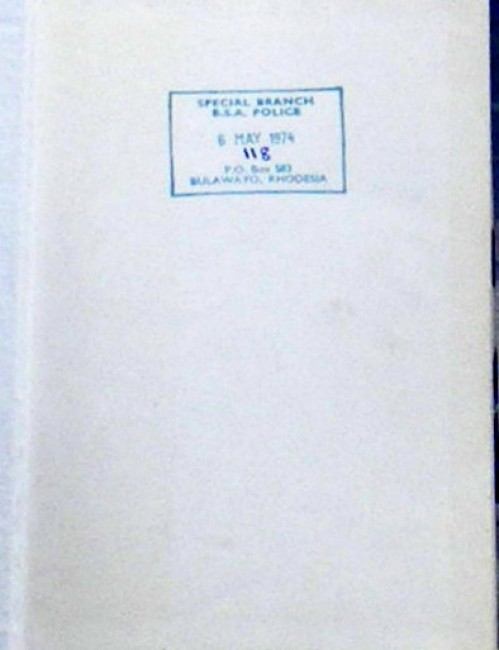 SPECIAL BRANCH
B.S.A. POLICE
6 MAY 1974
118
P.O. Box 583
BULAWAYO, RHODESIA